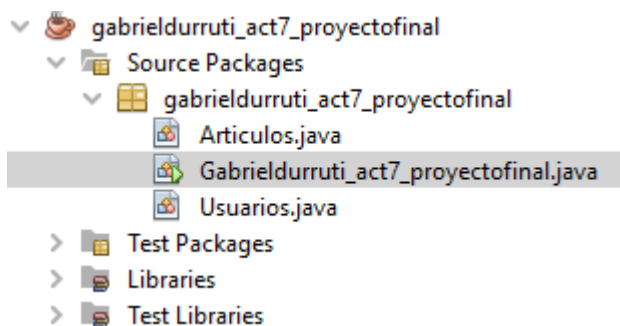 gabrieldurruti_act7_proyectofinal
Source Packages
gabrieldurruti_act7_proyectofinal
Articulos.java
Gabrieldurruti_act7_proyectofinal.java
Usuarios.java
Test Packages
Libraries
Test Libraries